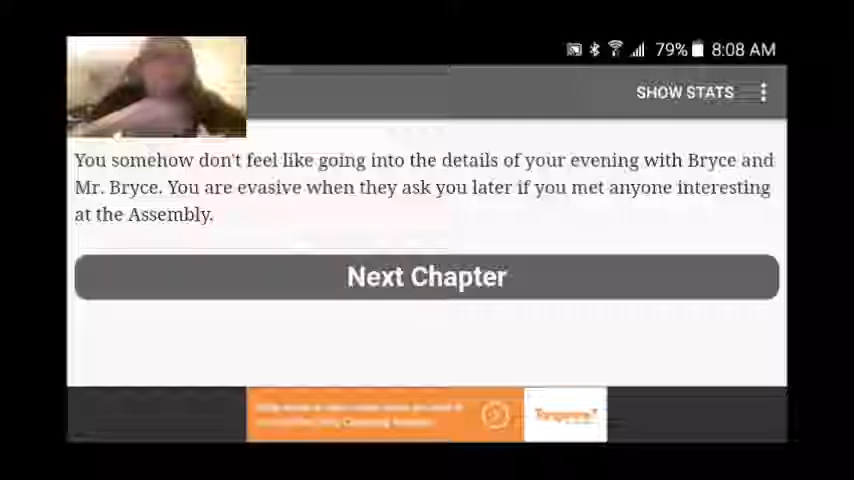 79% 8:08 AM
SHOW STATS
You somehow don't feel like going into the details of your evening with Bryce and
Mr. Bryce. You are evasive when they ask you later if you met anyone interesting
at the Assembly.
Next Chapter